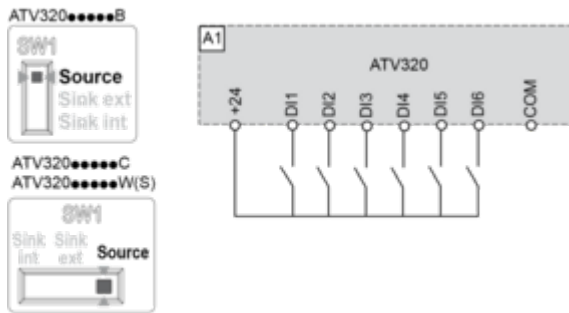 ATV320●●●●●B
SW1
Source
Sink ext
Sink int
ATV320●●●●●C
ATV320●●●●●W(S)
SW1
Sink int
Sink ext
Source
A1
ATV320
+24
DI1
DI2
DI3
DI4
DI5
DI6
COM